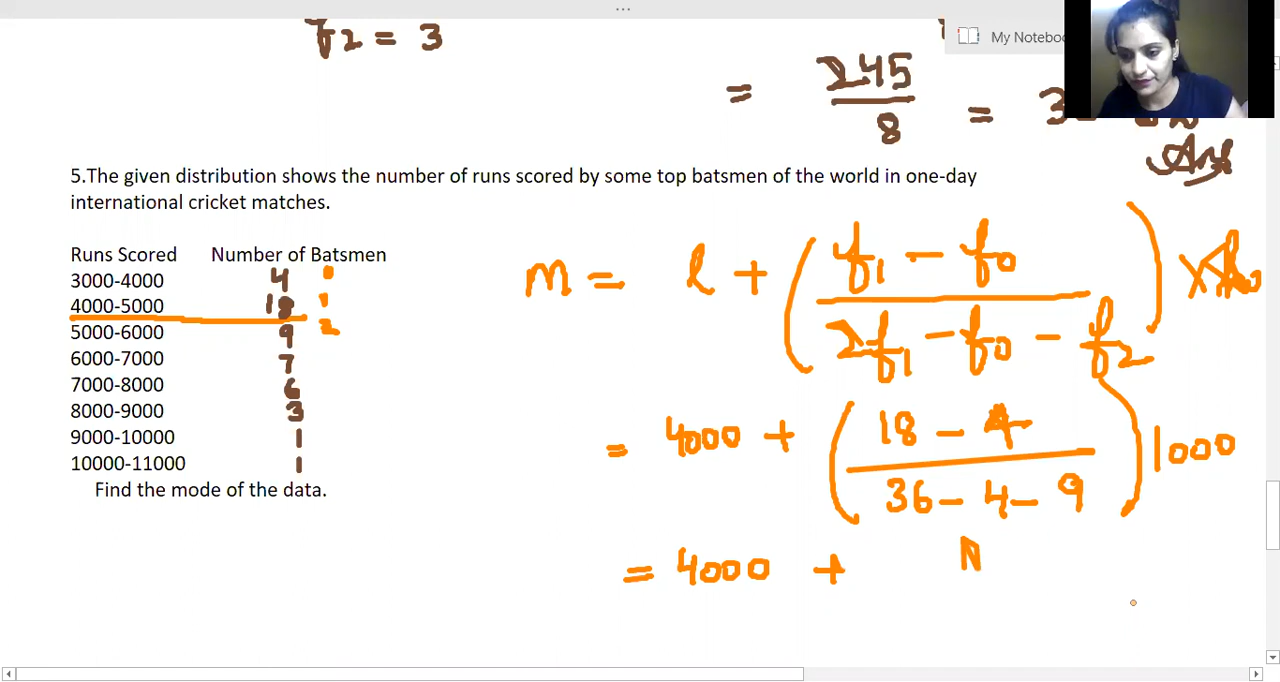 f2 = 3
My Noteboo
= 245/8 = 3
Ans
5.The given distribution shows the number of runs scored by some top batsmen of the world in one-day
international cricket matches.
Runs Scored Number of Batsmen
3000-4000 4 0
4000-5000 18 1
5000-6000 9 2
6000-7000 7
7000-8000 6
8000-9000 3
9000-10000 1
10000-11000 1
Find the mode of the data.
M = l + (f1 - f0 / 2f1 - f0 - f2) x h
= 4000 + (18 - 4 / 36 - 4 - 9) 1000
= 4000 +